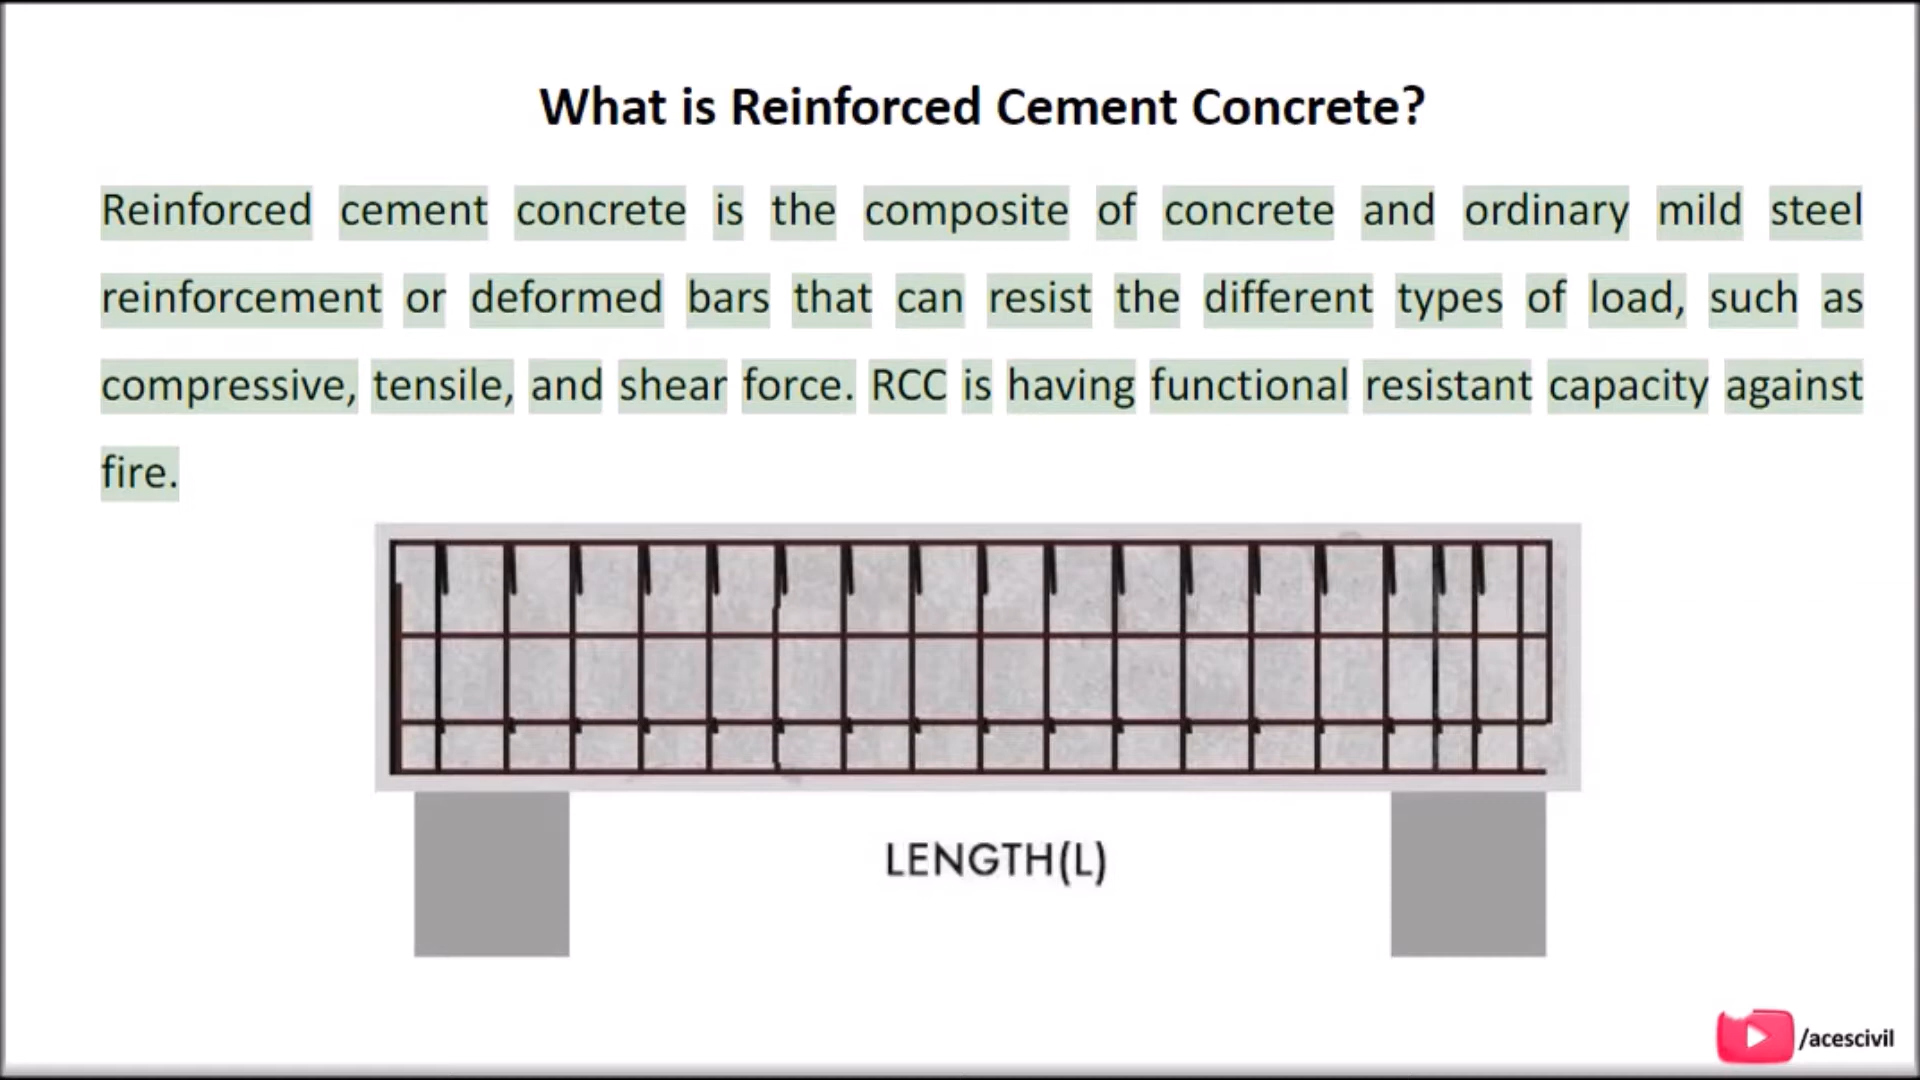 What is Reinforced Cement Concrete?
Reinforced cement concrete is the composite of concrete and ordinary mild steel
reinforcement or deformed bars that can resist the different types of load, such as
compressive, tensile, and shear force. RCC is having functional resistant capacity against
fire.
LENGTH(L)
/acescivil